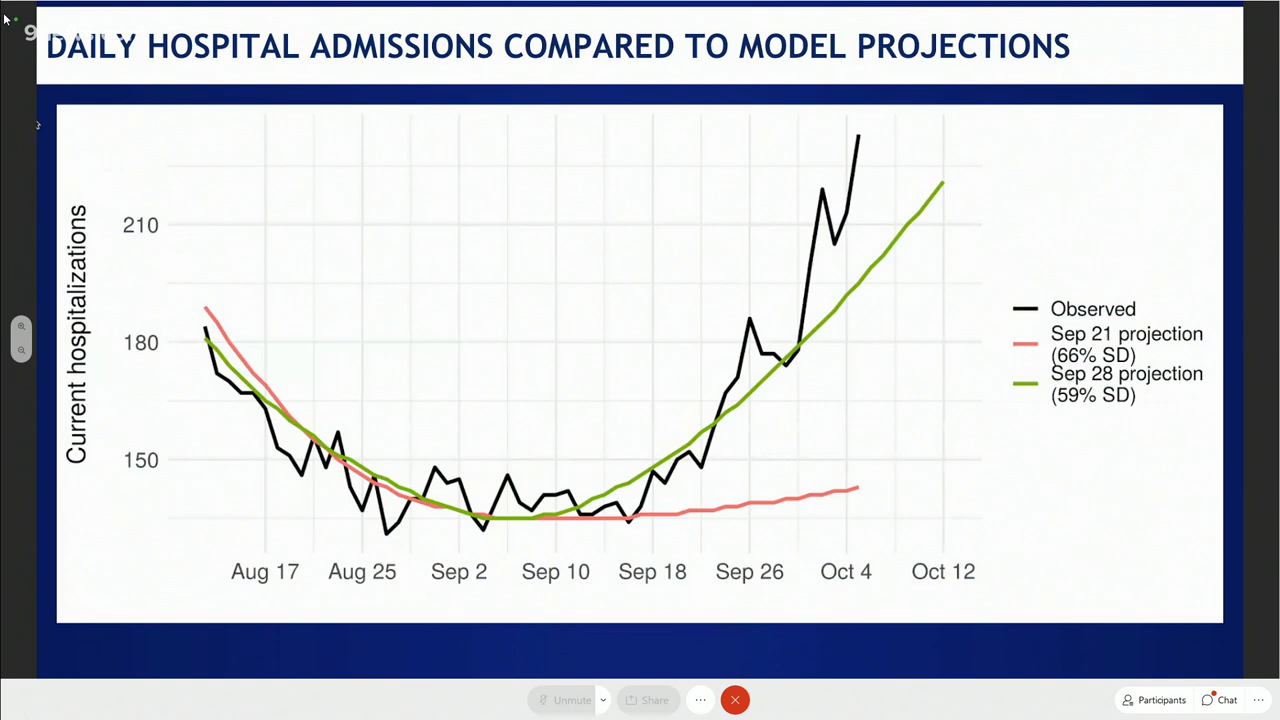 DAILY HOSPITAL ADMISSIONS COMPARED TO MODEL PROJECTIONS
Current hospitalizations
210
180
150
Aug 17 Aug 25 Sep 2 Sep 10 Sep 18 Sep 26 Oct 4 Oct 12
Observed
Sep 21 projection
(66% SD)
Sep 28 projection
(59% SD)
Unmute
Share
Participants
Chat